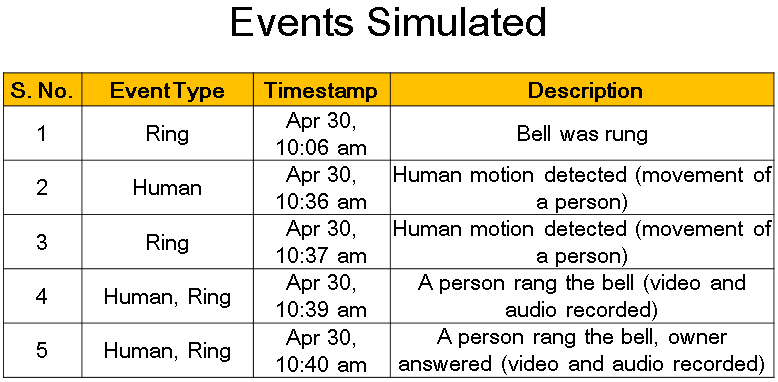 Events Simulated
S. No. Event Type Timestamp Description
1 Ring Apr 30, 10:06 am Bell was rung
2 Human Apr 30, 10:36 am Human motion detected (movement of a person)
3 Ring Apr 30, 10:37 am Human motion detected (movement of a person)
4 Human, Ring Apr 30, 10:39 am A person rang the bell (video and audio recorded)
5 Human, Ring Apr 30, 10:40 am A person rang the bell, owner answered (video and audio recorded)